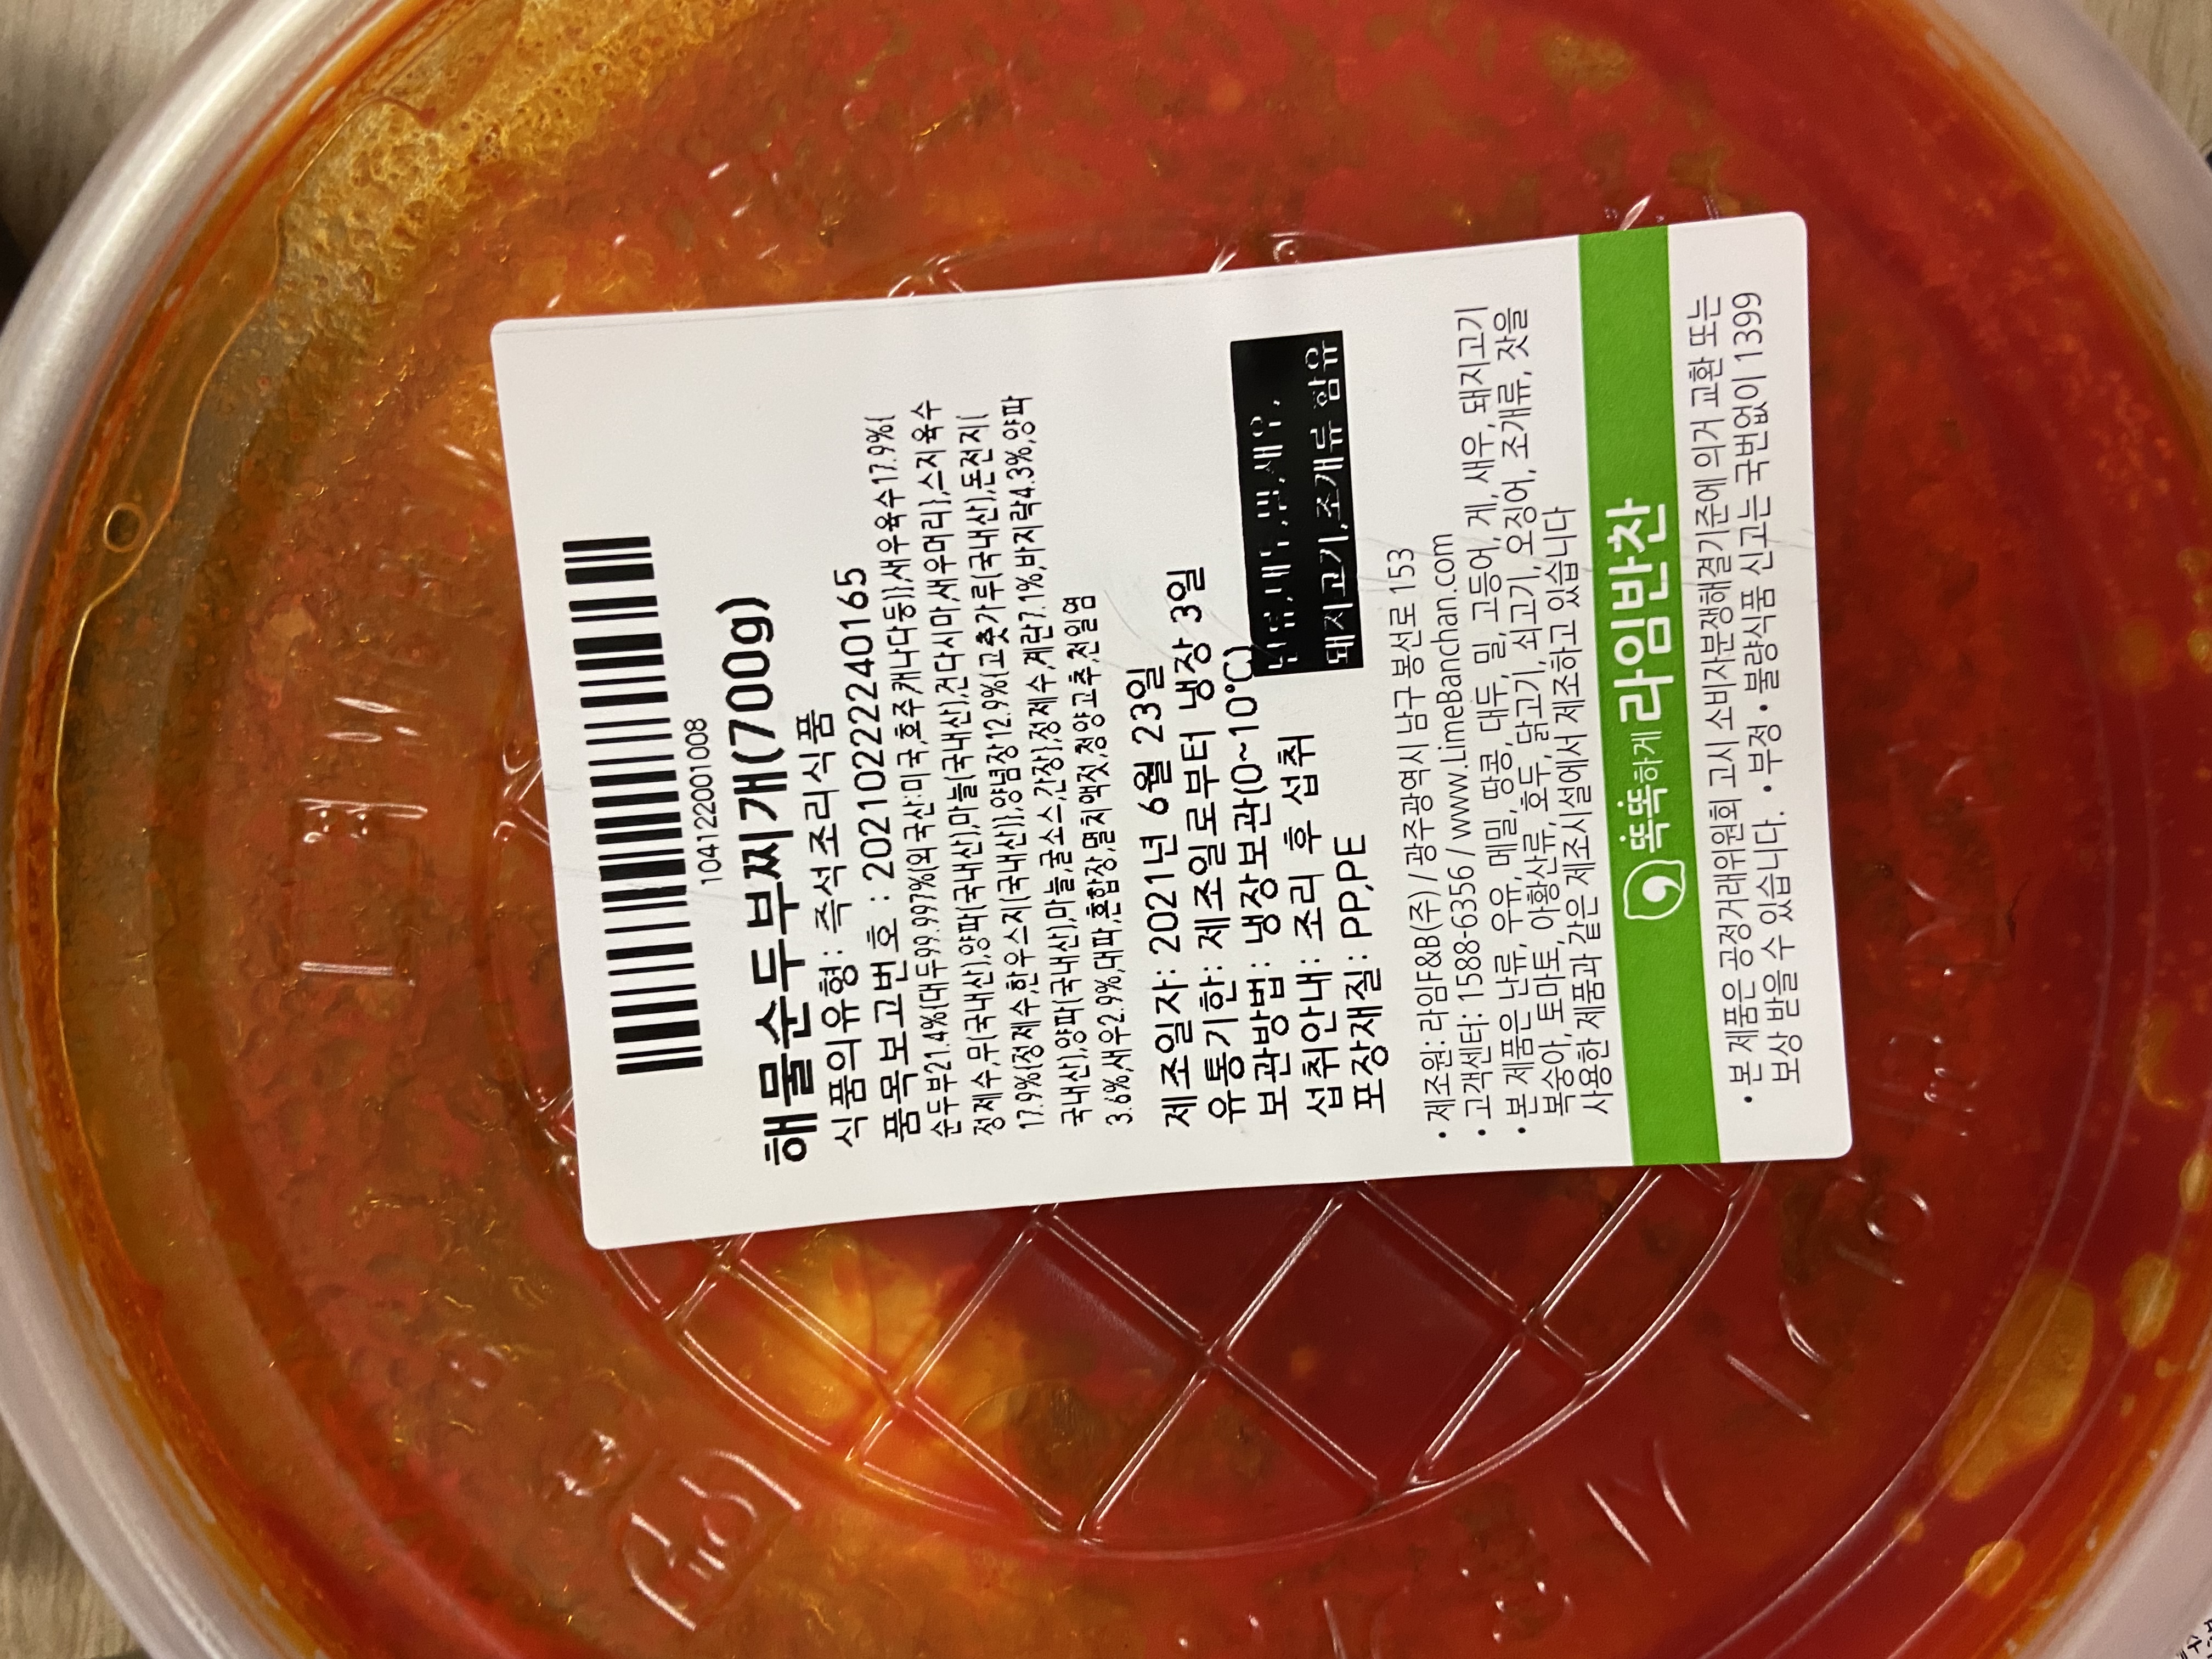 1041220001008
해물순두부찌개(700g)
식품의유형: 즉석조리식품
품목보고번호 : 20210222240165
순두부21.4%(대두99.997%(외국산:미국,호주,캐나다등)),새우육수17.9%(
정제수,무(국내산),양파(국내산),마늘(국내산),건다시마,새우머리),스지육수
17.9%(정제수,한우스지(국내산)),양념장12.9%(고춧가루(국내산),돈전지(
국내산),양파(국내산),마늘,굴소스,간장),정제수,계란7.1%,바지락4.3%,양파
3.6%,새우2.9%,대파,혼합장,멸치액젓,청양고추,천일염
제조일자: 2021년 6월 23일
유통기한: 제조일로부터 냉장 3일
보관방법: 냉장보관(0~10℃)
섭취안내: 조리 후 섭취
포장재질: PP,PE
난류,대두,밀,새우,
돼지고기,조개류 함유
• 제조원: 라임F&B(주) / 광주광역시 남구 봉선로 153
• 고객센터: 1588-6356 / www.LimeBanchan.com
• 본 제품은 난류, 우유, 메밀, 땅콩, 대두, 밀, 고등어, 게, 새우, 돼지고기
복숭아, 토마토, 아황산류, 호두, 닭고기, 쇠고기, 오징어, 조개류, 잣을
사용한 제품과 같은 제조시설에서 제조하고 있습니다
똑똑하게 라임반찬
• 본 제품은 공정거래위원회 고시 소비자분쟁해결기준에 의거 교환 또는
보상 받을 수 있습니다. • 부정 • 불량식품 신고는 국번없이 1399